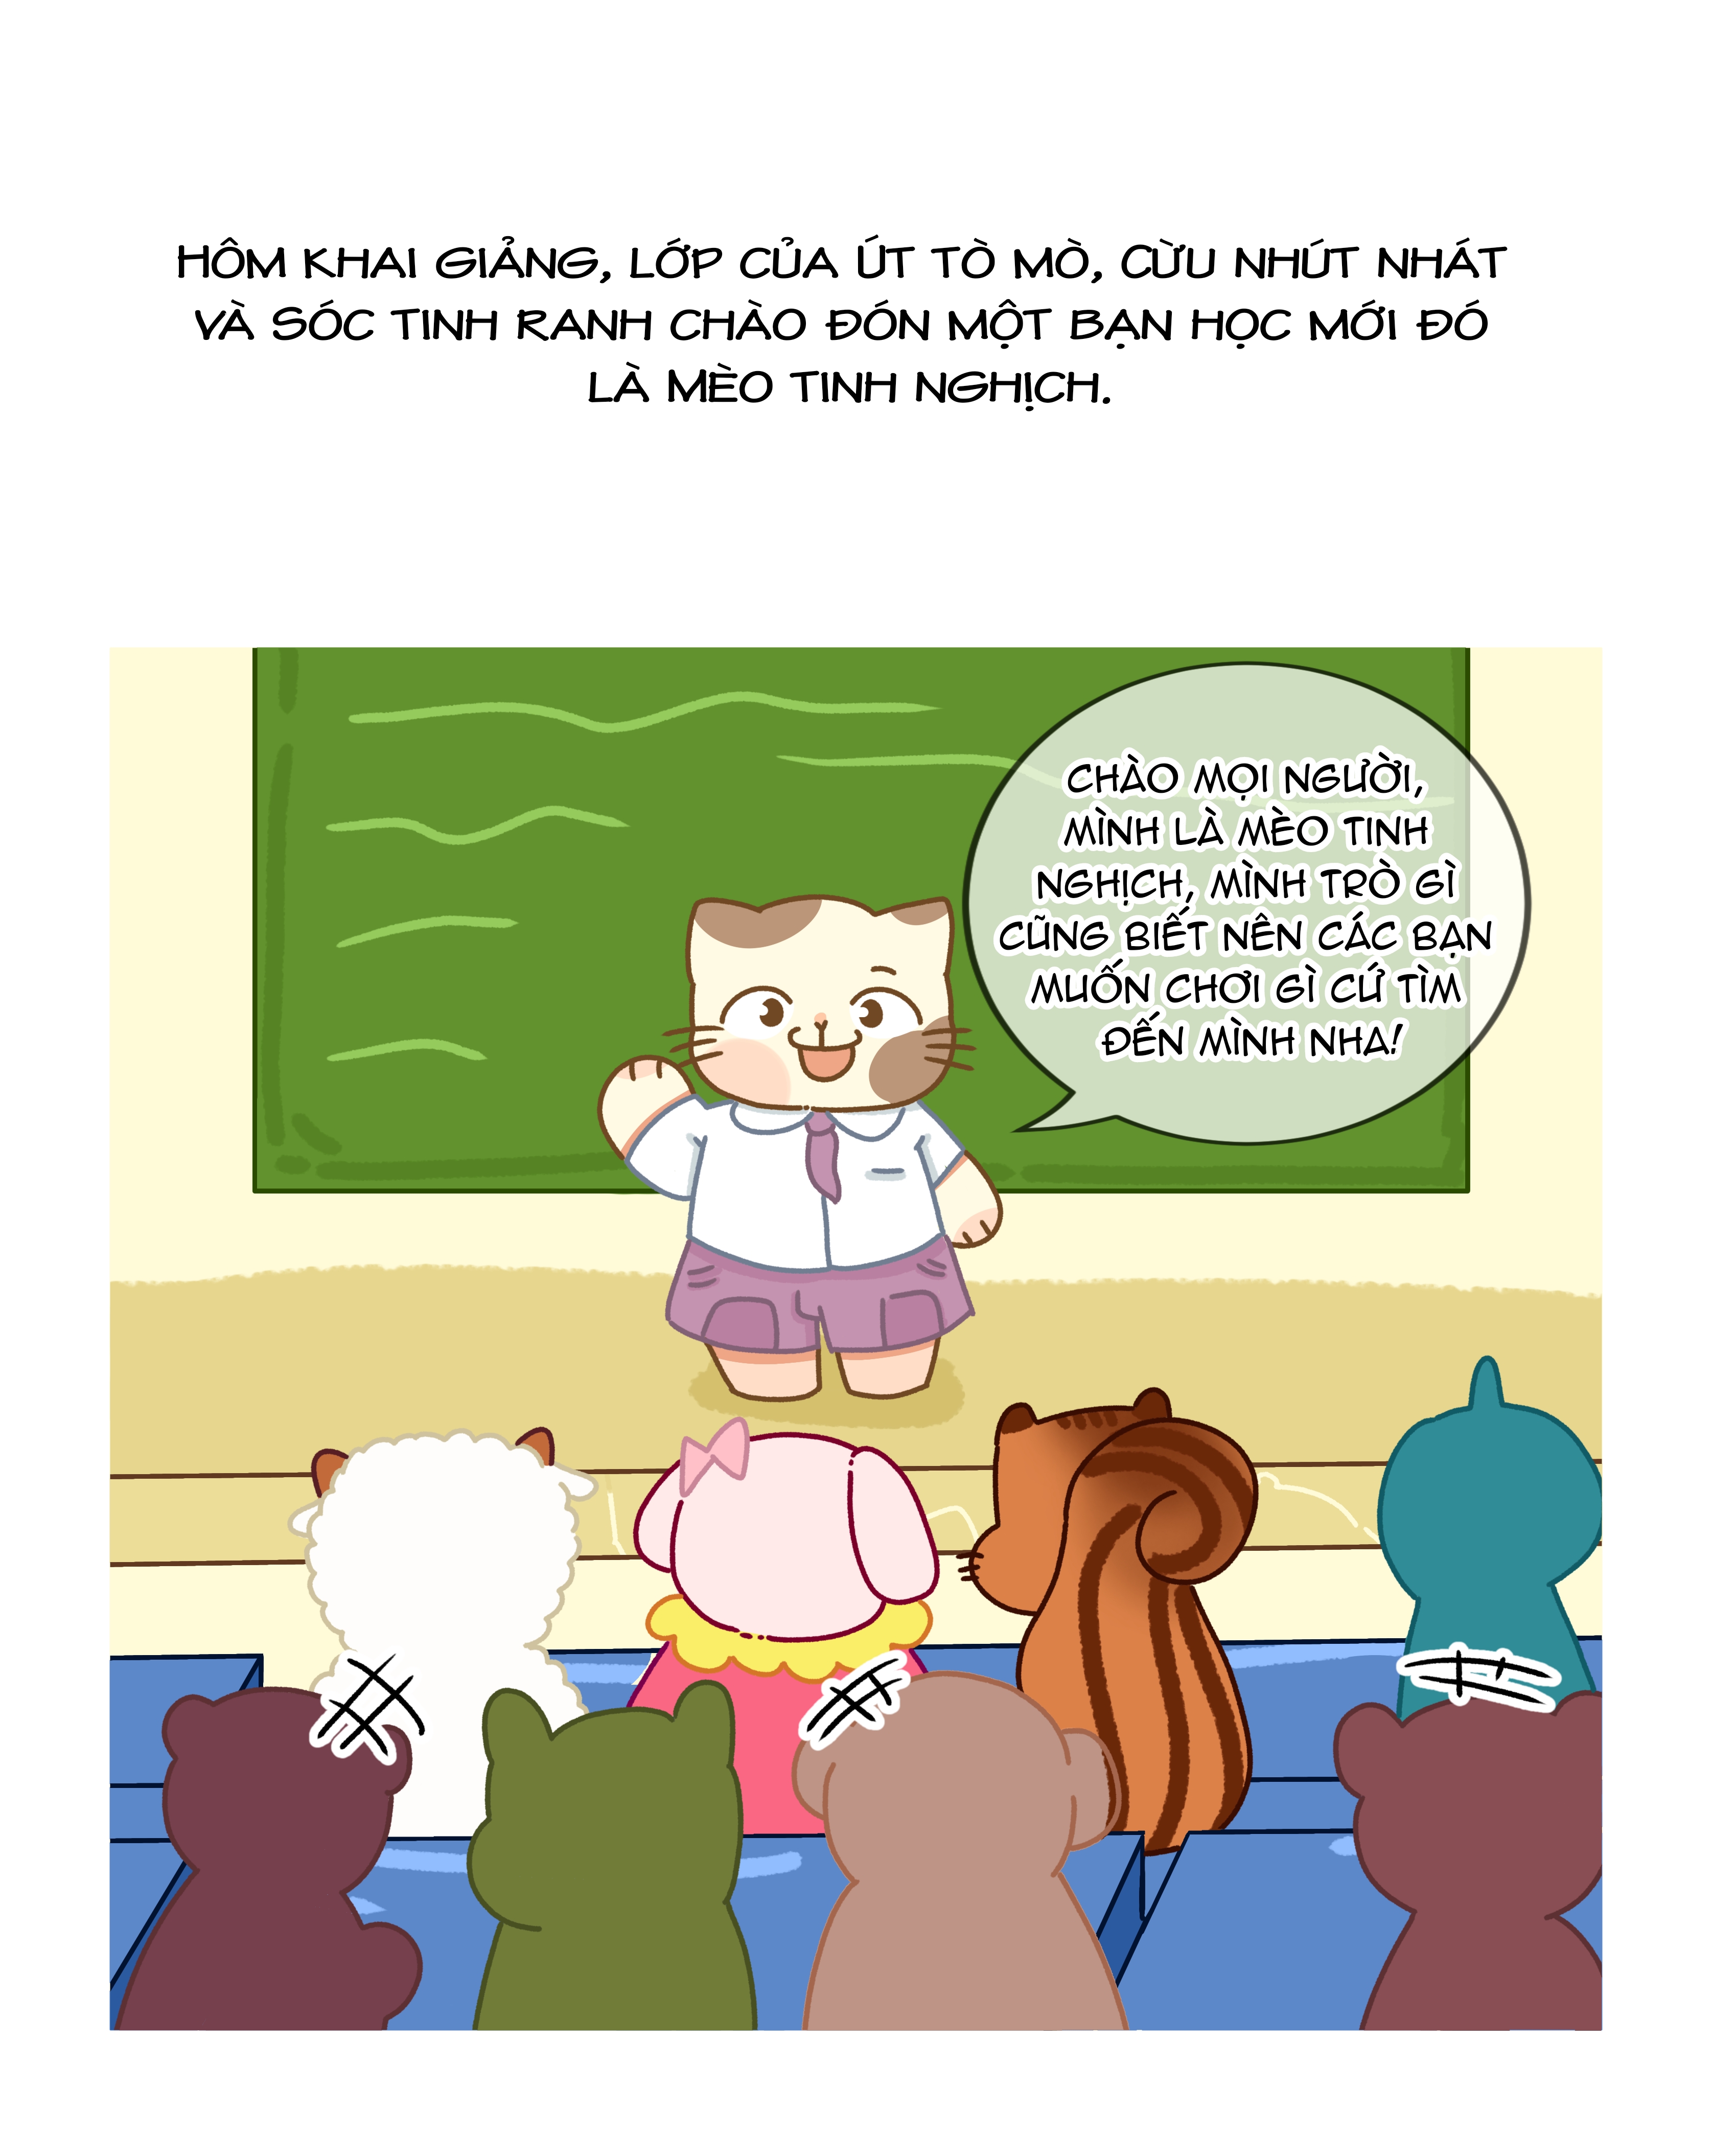 HÔM KHAI GIẢNG, LỚP CỦA ÚT TÒ MÒ, CỪU NHÚT NHÁT
VÀ SÓC TINH RANH CHÀO ĐÓN MỘT BẠN HỌC MỚI ĐÓ
LÀ MÈO TINH NGHỊCH.
CHÀO MỌI NGƯỜI,
MÌNH LÀ MÈO TINH
NGHỊCH, MÌNH TRÒ GÌ
CŨNG BIẾT NÊN CÁC BẠN
MUỐN CHƠI GÌ CỨ TÌM
ĐẾN MÌNH NHA!